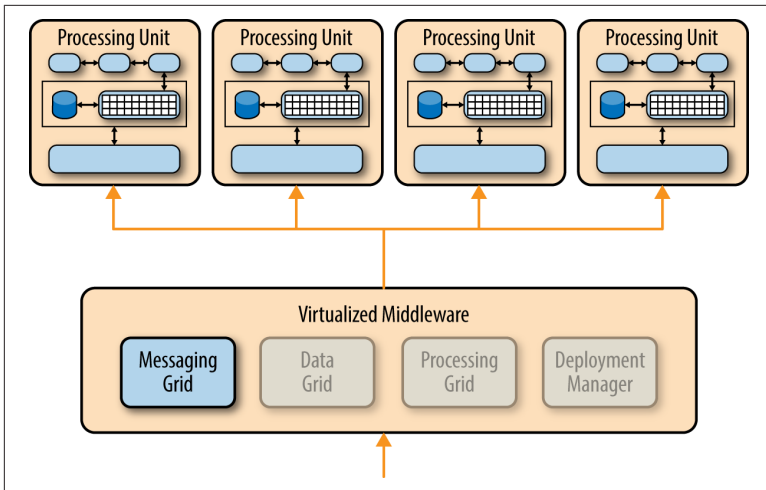 Processing Unit
Processing Unit
Processing Unit
Processing Unit
Virtualized Middleware
Messaging
Grid
Data
Grid
Processing
Grid
Deployment
Manager